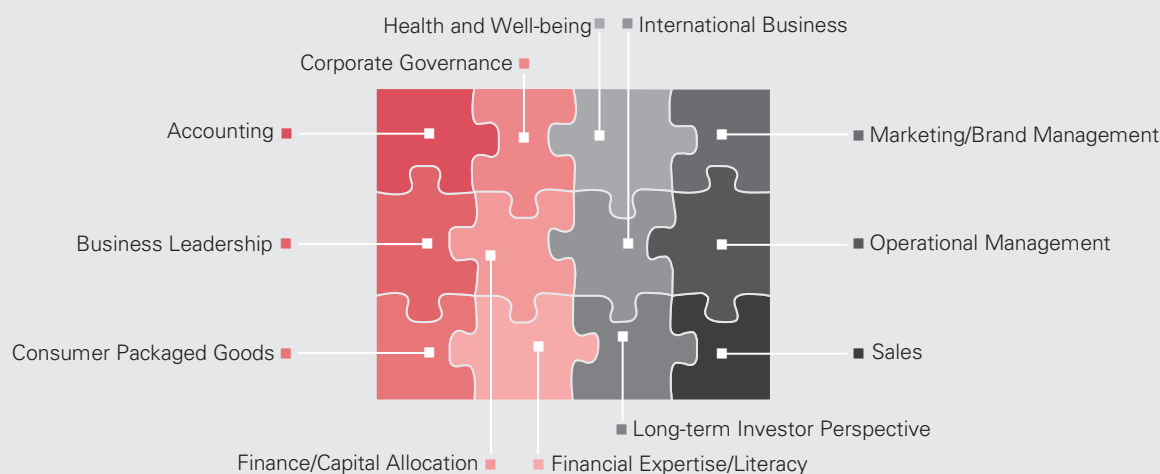 Health and Well-being
International Business
Corporate Governance
Accounting
Marketing/Brand Management
Business Leadership
Operational Management
Consumer Packaged Goods
Sales
Long-term Investor Perspective
Finance/Capital Allocation
Financial Expertise/Literacy